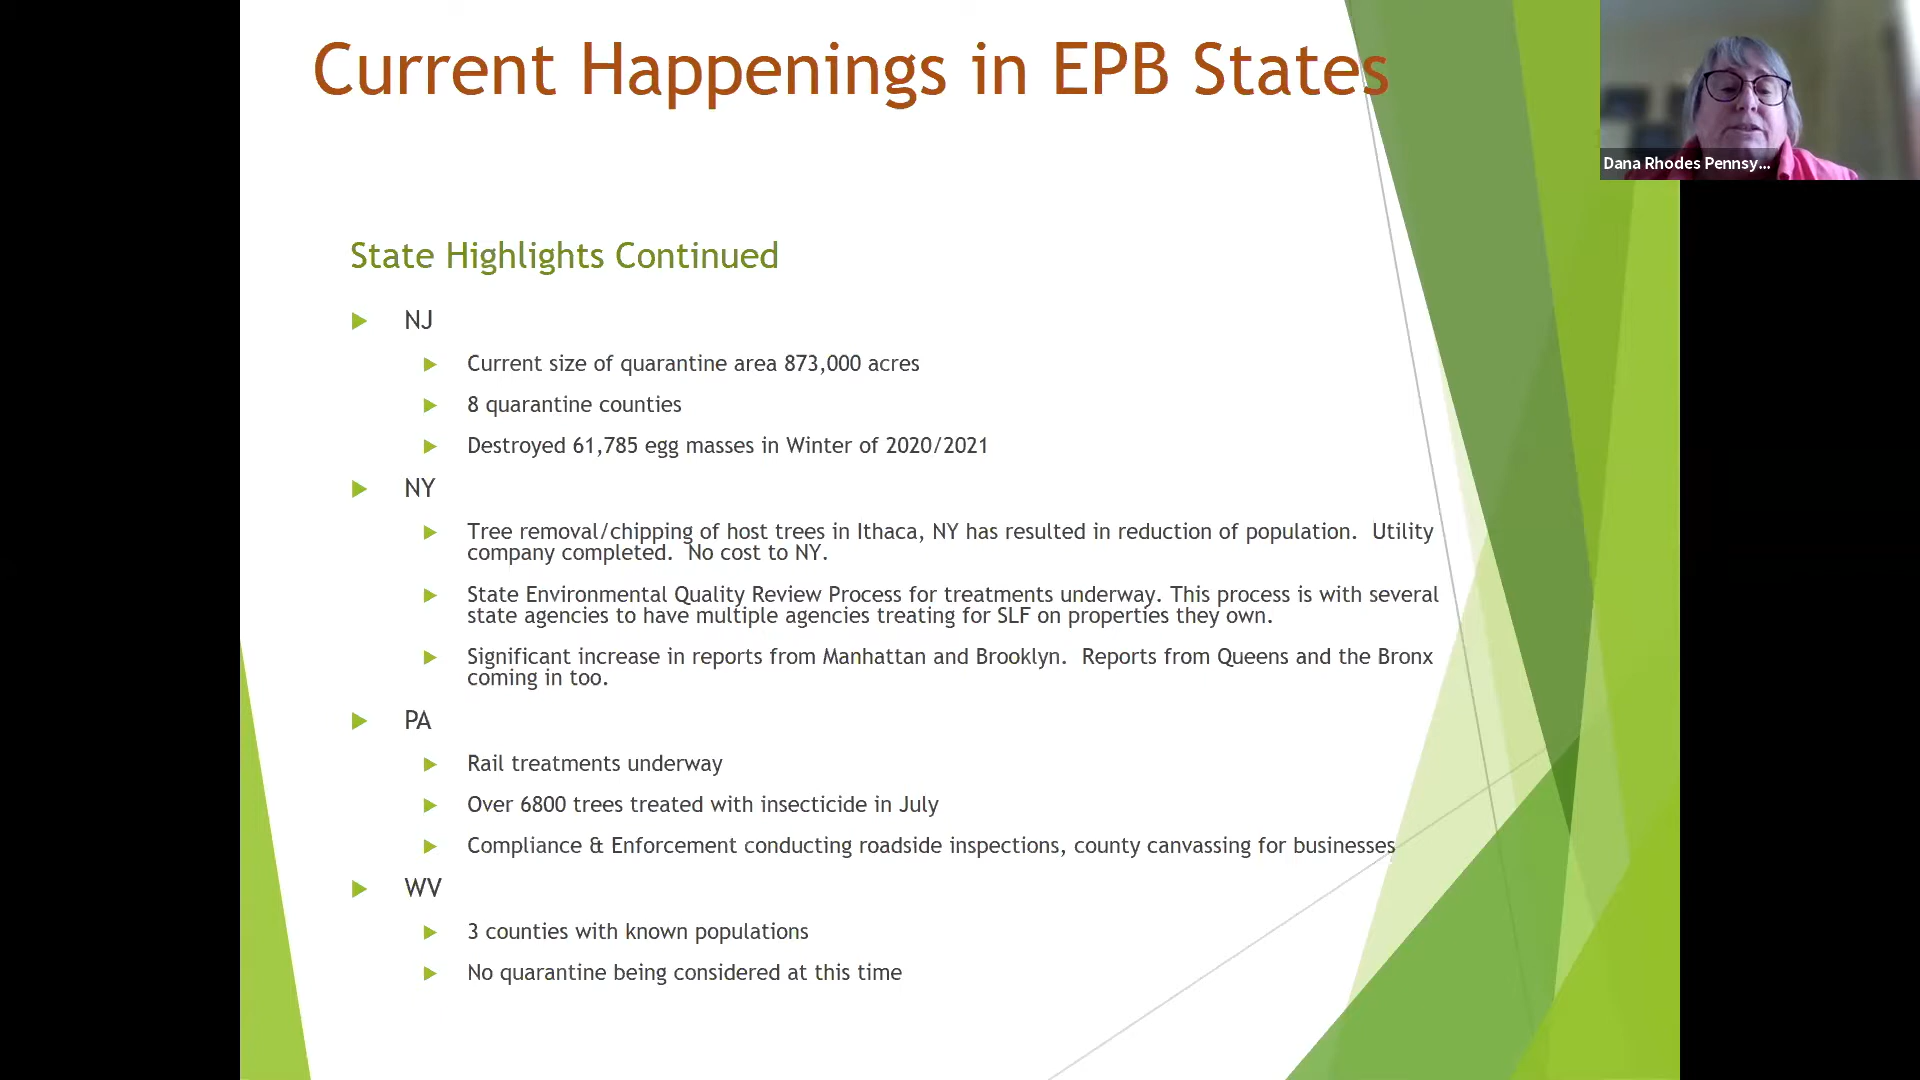 Current Happenings in EPB States
Dana Rhodes Pennsy...
State Highlights Continued
NJ
Current size of quarantine area 873,000 acres
8 quarantine counties
Destroyed 61,785 egg masses in Winter of 2020/2021
NY
Tree removal/chipping of host trees in Ithaca, NY has resulted in reduction of population. Utility
company completed. No cost to NY.
State Environmental Quality Review Process for treatments underway. This process is with several
state agencies to have multiple agencies treating for SLF on properties they own.
Significant increase in reports from Manhattan and Brooklyn. Reports from Queens and the Bronx
coming in too.
PA
Rail treatments underway
Over 6800 trees treated with insecticide in July
Compliance & Enforcement conducting roadside inspections, county canvassing for businesses
WV
3 counties with known populations
No quarantine being considered at this time